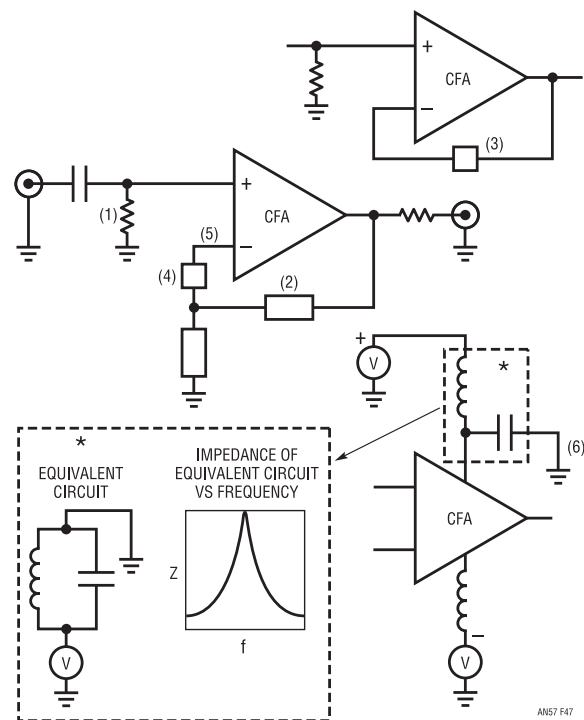 +
CFA
−
(3)
(1)
+
CFA
−
(5)
(4)
(2)
+
V
*
(6)
CFA
−
V
*
EQUIVALENT
CIRCUIT
V
IMPEDANCE OF
EQUIVALENT CIRCUIT
VS FREQUENCY
Z
f
AN57 F47